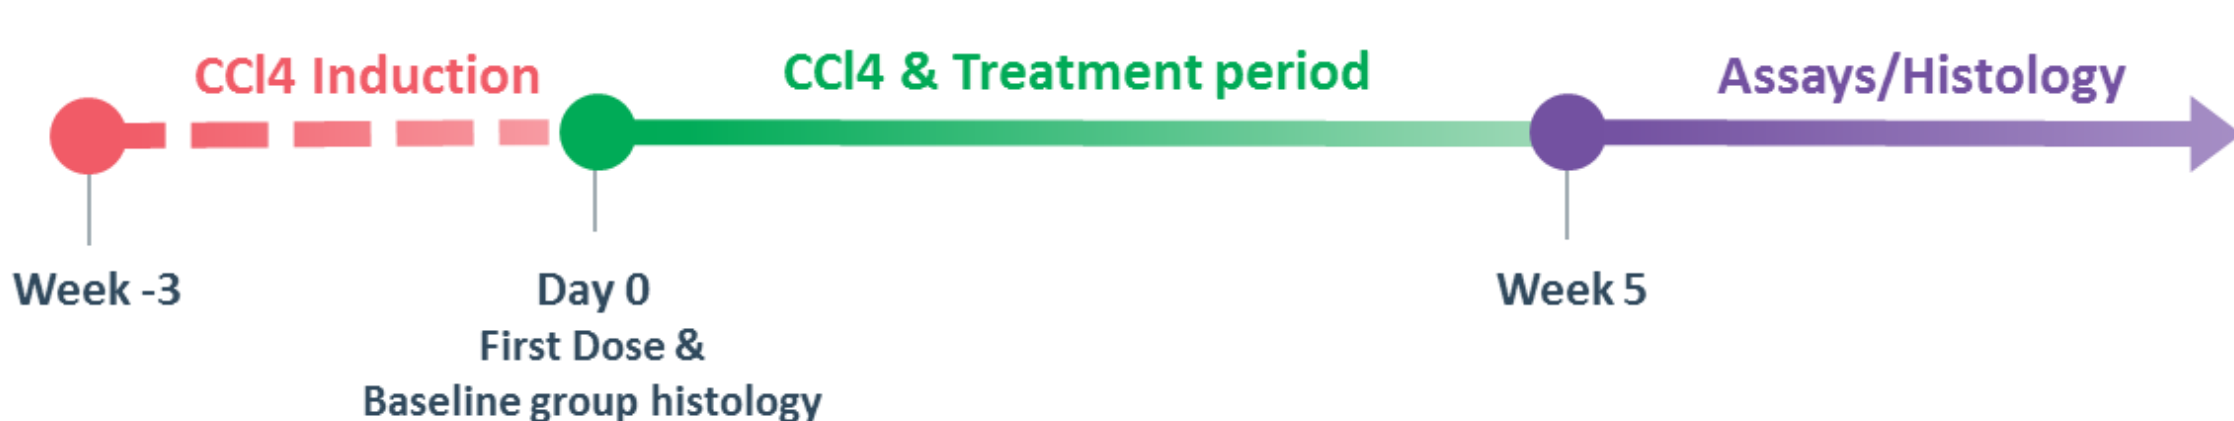 CCl4 Induction
CCl4 & Treatment period
Assays/Histology
Week -3
Day 0
First Dose &
Baseline group histology
Week 5